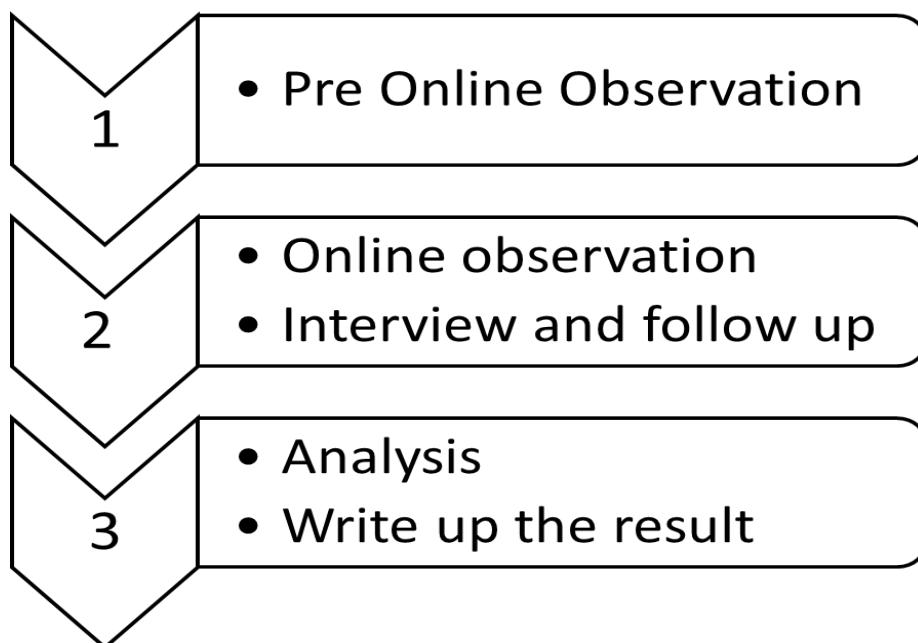 1
• Pre Online Observation
2
• Online observation
• Interview and follow up
3
• Analysis
• Write up the result